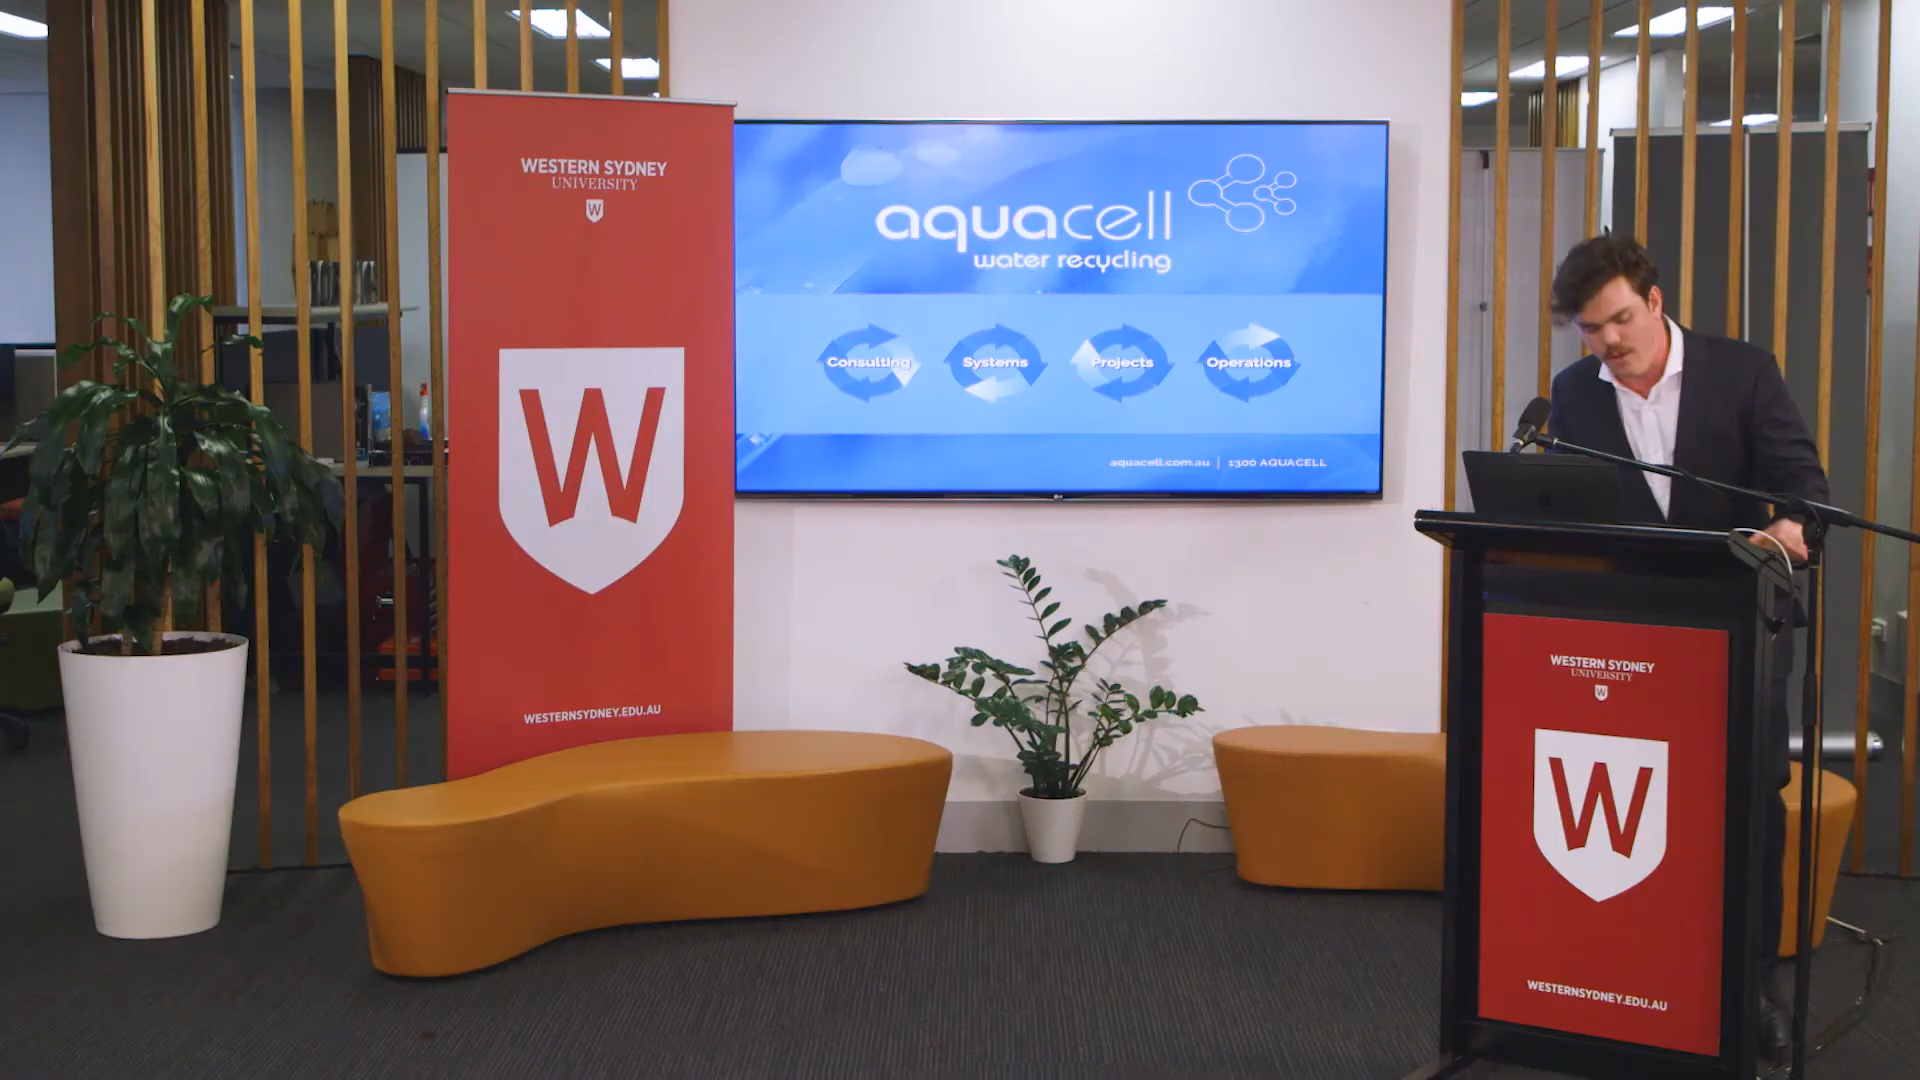 WESTERN SYDNEY
UNIVERSITY
W
W
WESTERNSYDNEY.EDU.AU
aquacell
water recycling
Consulting
Systems
Projects
Operations
aquacell.com.au | 1300 AQUACELL
LG
WESTERN SYDNEY
UNIVERSITY
W
W
WESTERNSYDNEY.EDU.AU